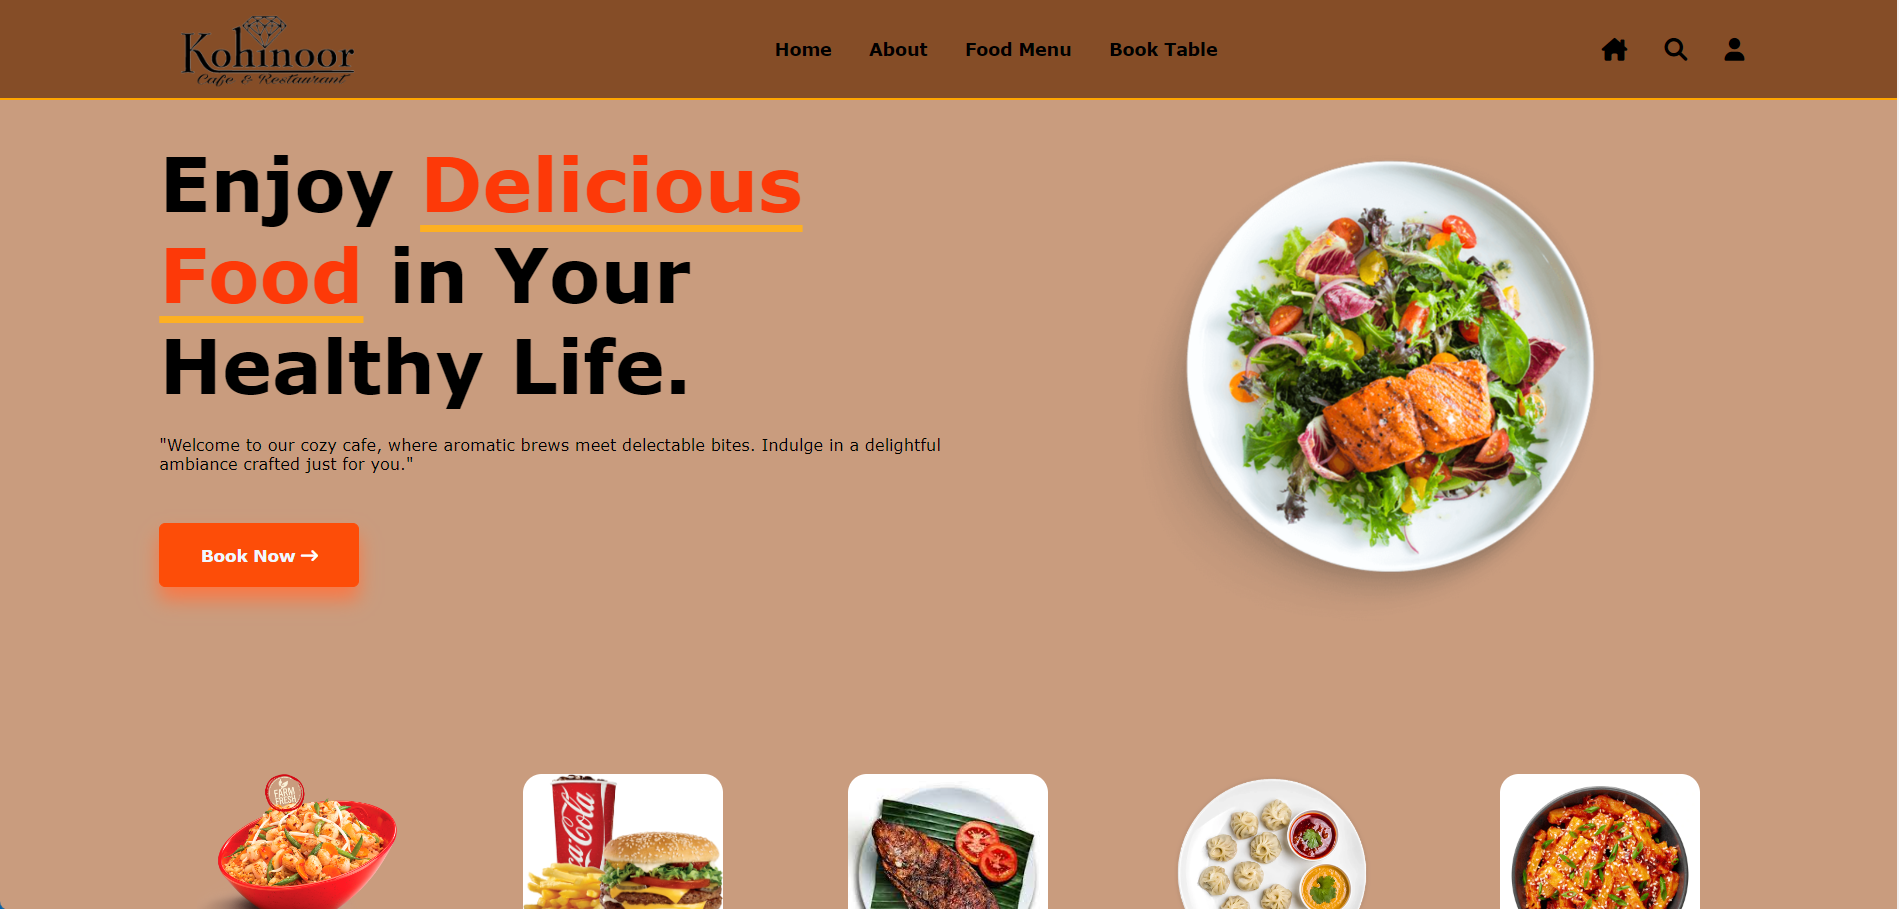 Kohinoor
Cafe & Restaurant
Home About Food Menu Book Table
Enjoy Delicious
Food in Your
Healthy Life.
"Welcome to our cozy cafe, where aromatic brews meet delectable bites. Indulge in a delightful
ambiance crafted just for you."
Book Now →
FARM
FRESH
Coca-Cola